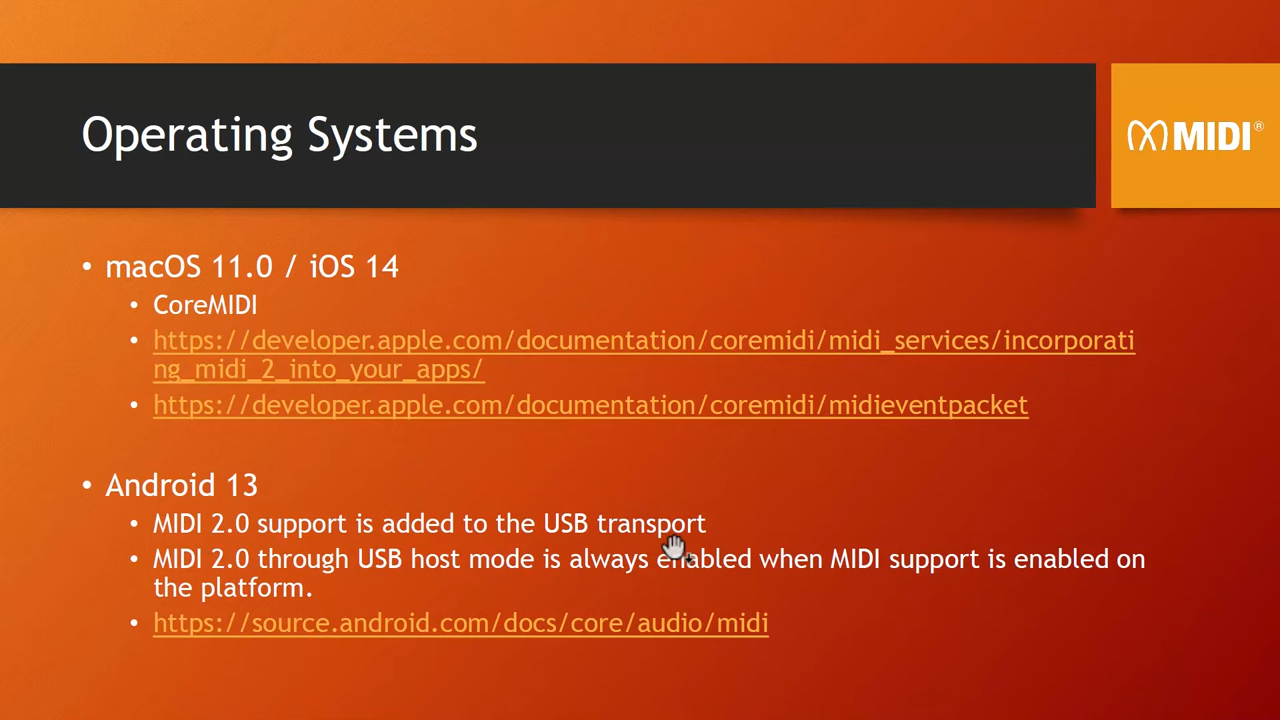 Operating Systems
MIDI®
• macOS 11.0 / iOS 14
• CoreMIDI
• https://developer.apple.com/documentation/coremidi/midi_services/incorporati
ng_midi_2_into_your_apps/
• https://developer.apple.com/documentation/coremidi/midieventpacket
• Android 13
• MIDI 2.0 support is added to the USB transport
• MIDI 2.0 through USB host mode is always enabled when MIDI support is enabled on
the platform.
• https://source.android.com/docs/core/audio/midi